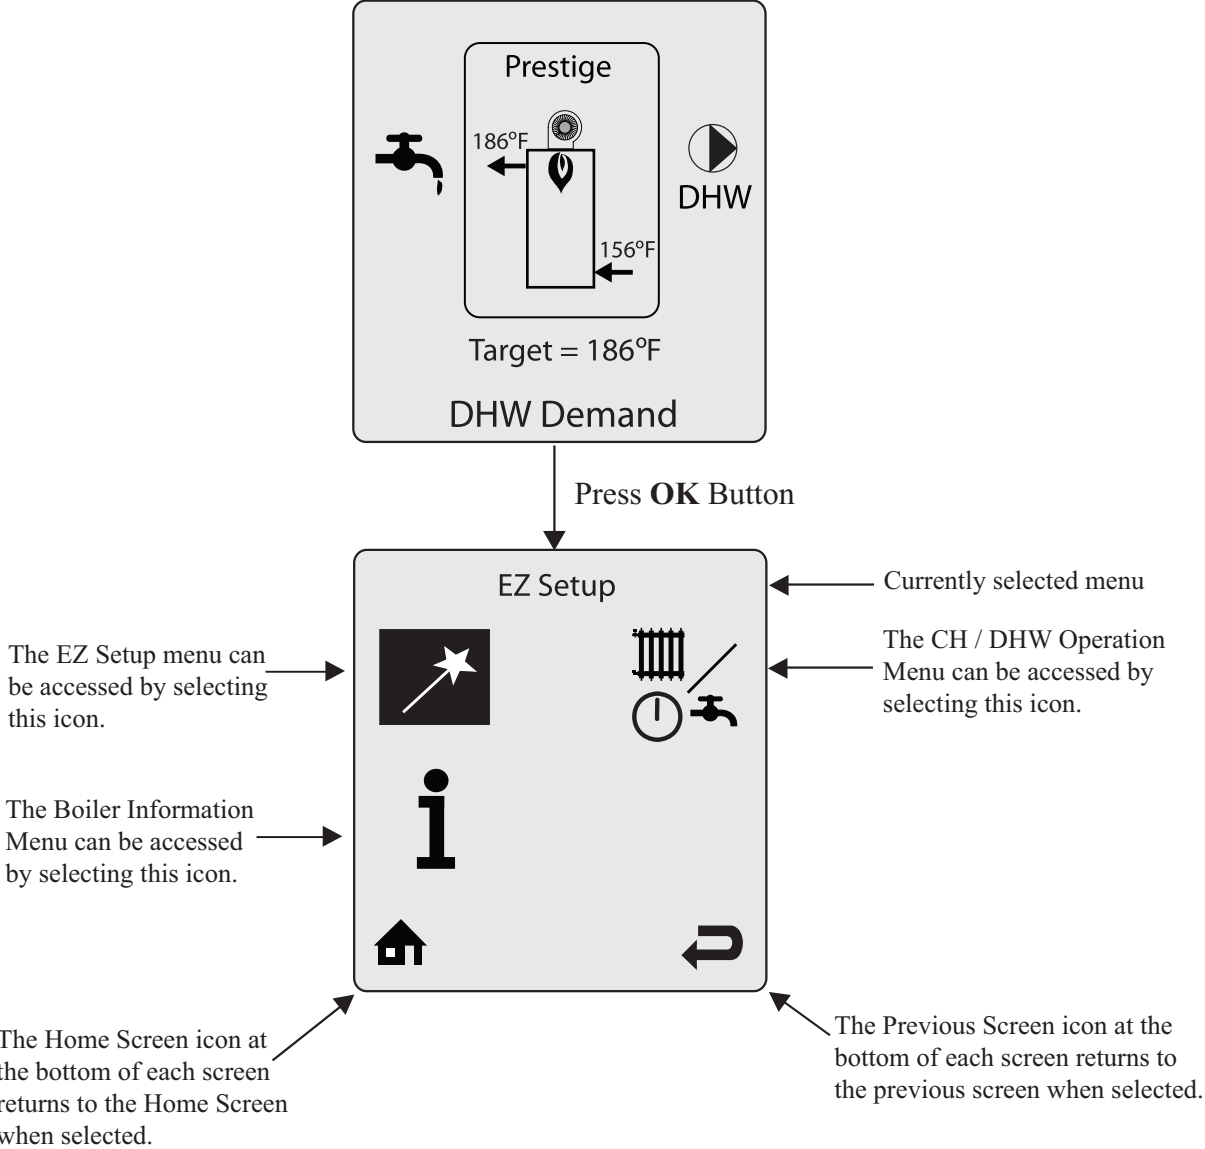 Prestige
186°F
DHW
156°F
Target = 186°F
DHW Demand
Press OK Button
EZ Setup
Currently selected menu
The EZ Setup menu can
be accessed by selecting
this icon.
The CH / DHW Operation
Menu can be accessed by
selecting this icon.
The Boiler Information
Menu can be accessed
by selecting this icon.
The Home Screen icon at
the bottom of each screen
returns to the Home Screen
when selected.
The Previous Screen icon at the
bottom of each screen returns to
the previous screen when selected.